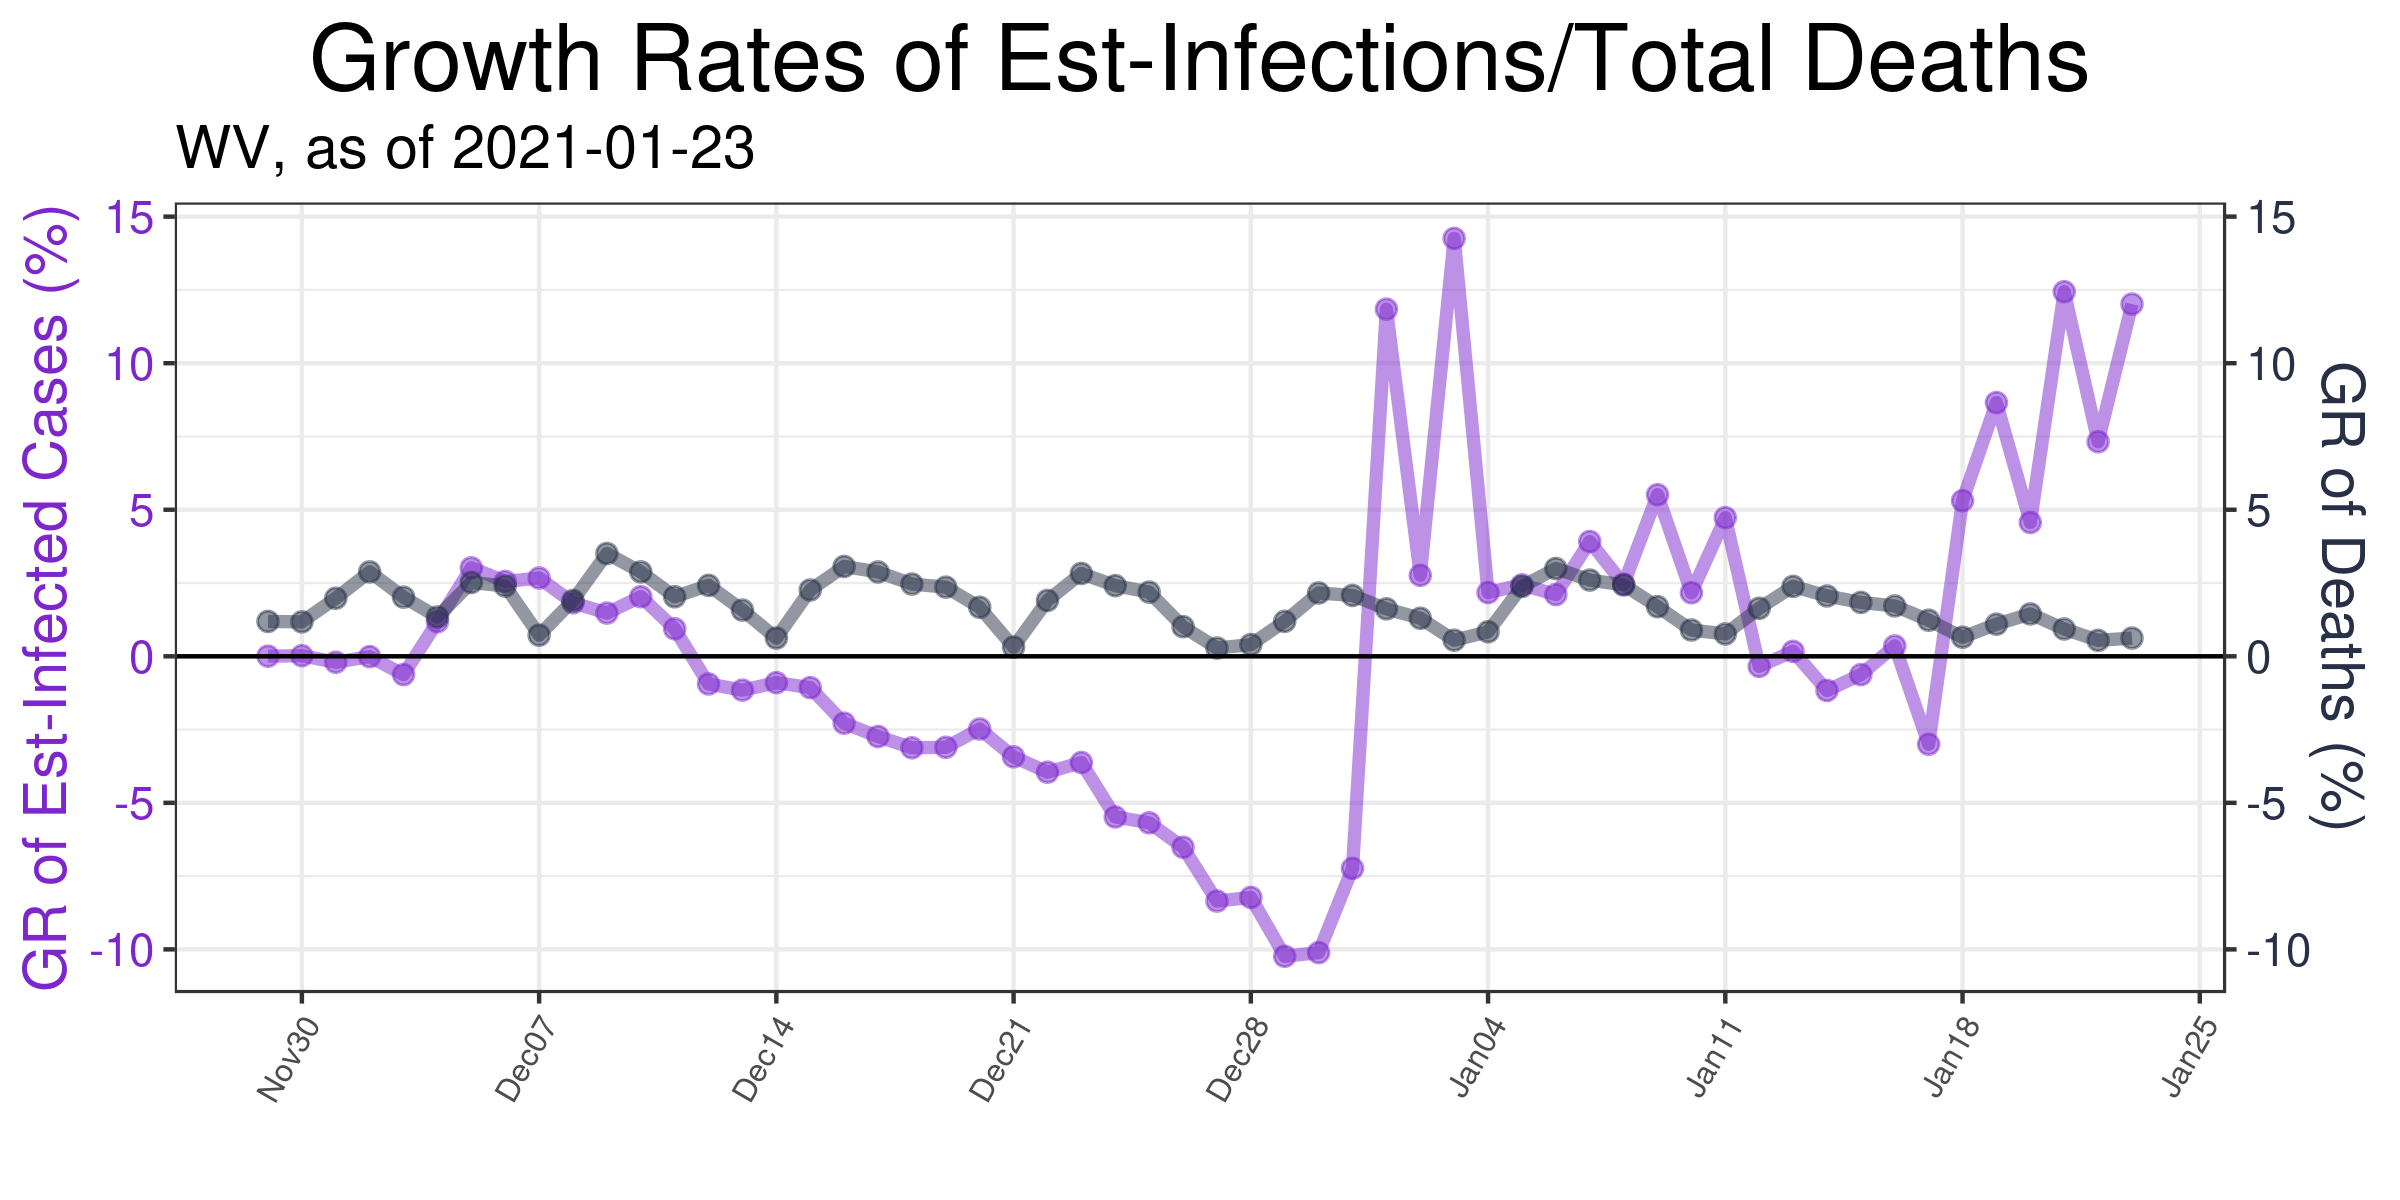 Growth Rates of Est-Infections/Total Deaths
WV, as of 2021-01-23
GR of Est-Infected Cases (%)
15
10
5
0
-5
-10
15
10
5
0
-5
-10
GR of Deaths (%)
Nov30
Dec07
Dec14
Dec21
Dec28
Jan04
Jan11
Jan18
Jan25